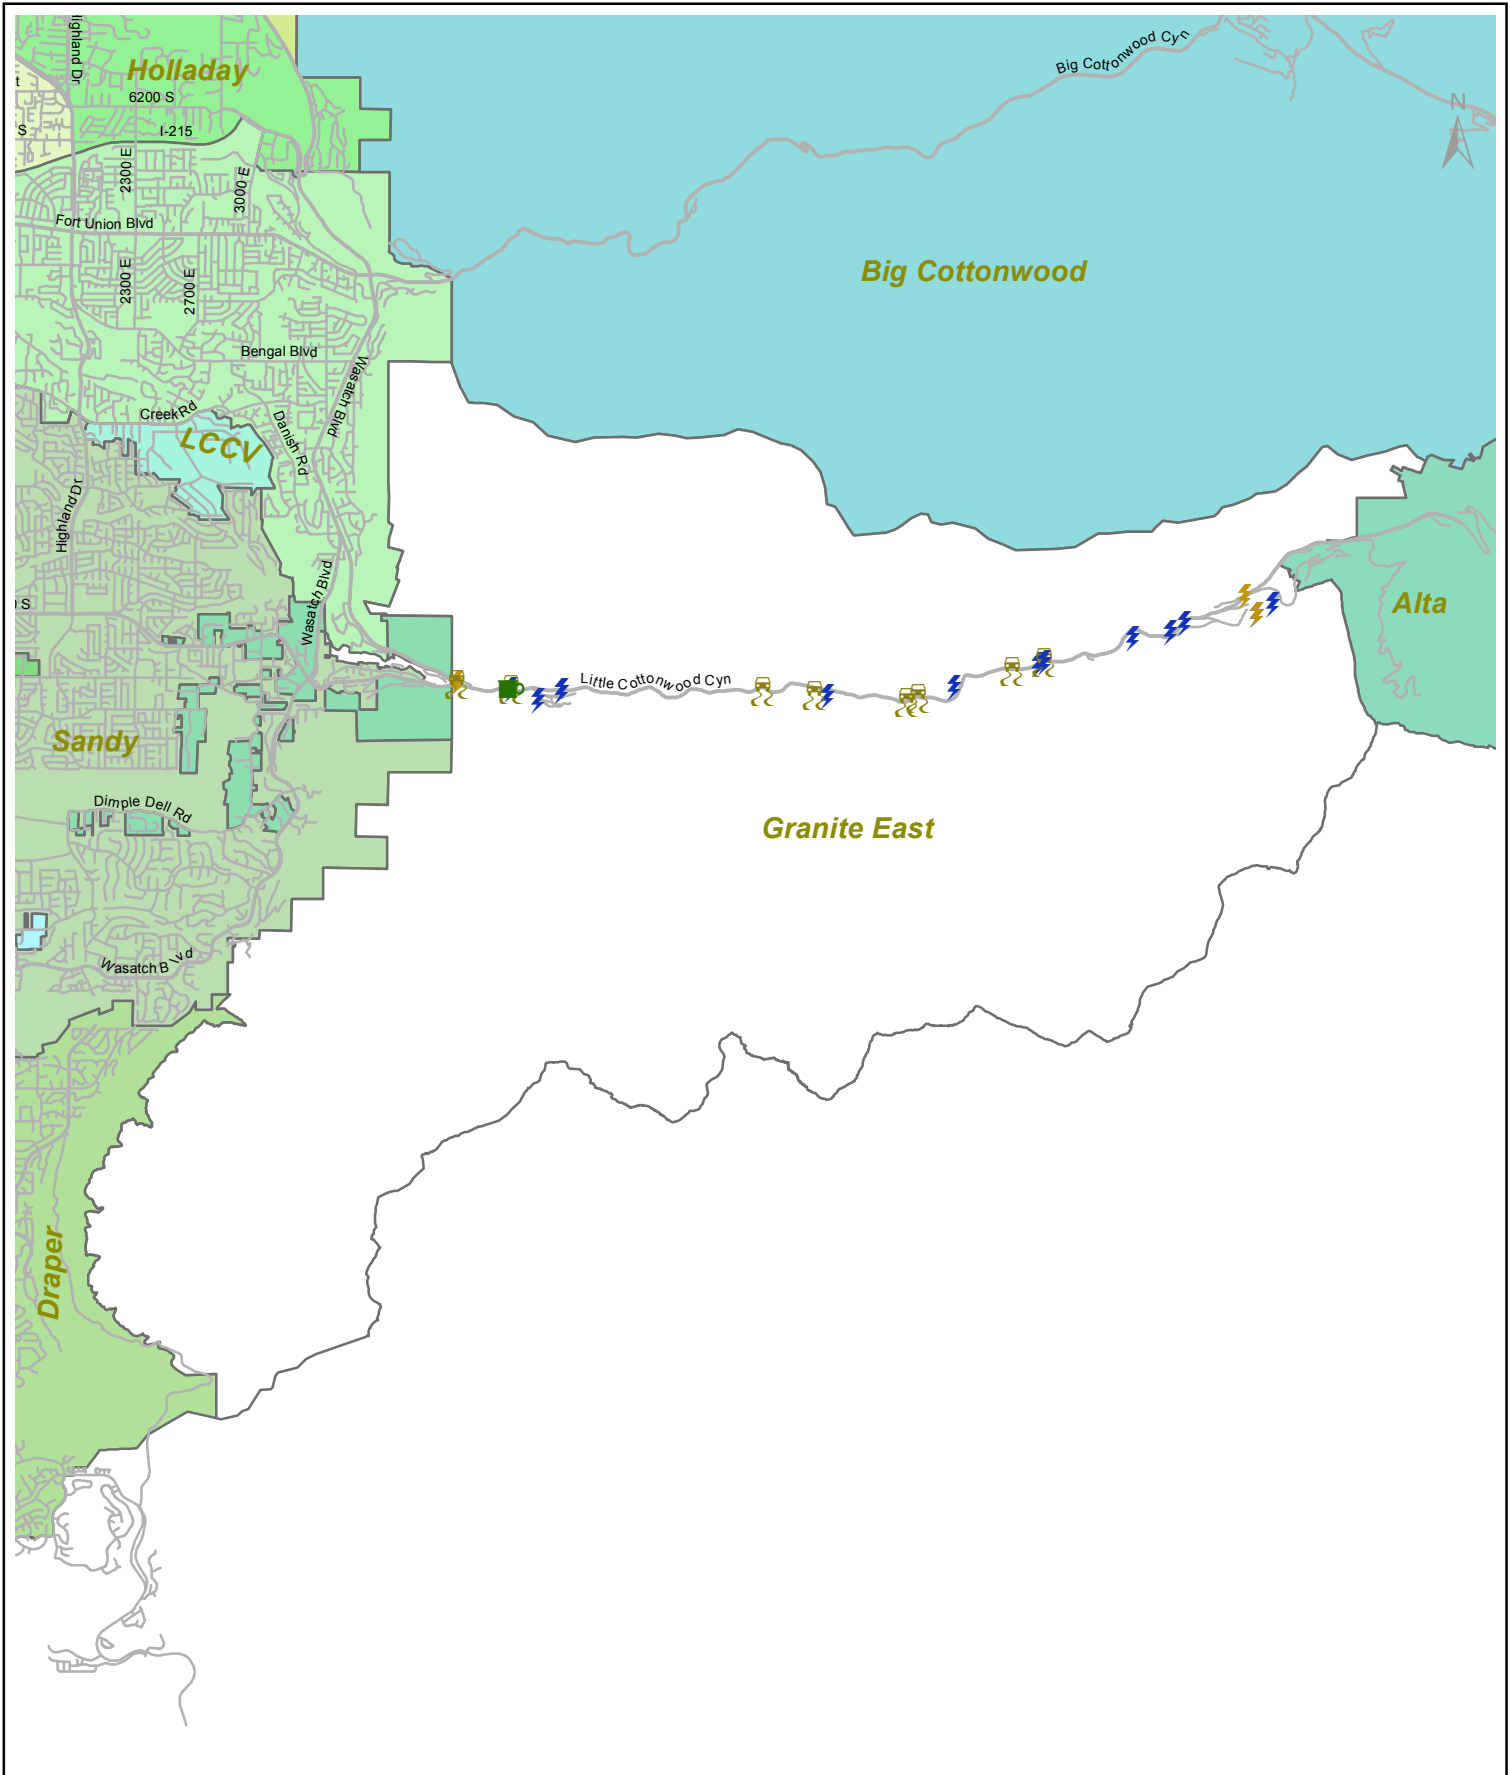 Highland Dr
Holladay
6200 S
t
S
I-215
2300 E
3000 E
Fort Union Blvd
2300 E
2700 E
Bengal Blvd
Wasatch Blvd
Creek Rd
LCCV
Danish Rd
Highland Dr
Wasatch Blvd
S
Big Cottonwood Cyn
N
Big Cottonwood
Alta
Little Cottonwood Cyn
Sandy
Dimple Dell Rd
Granite East
Wasatch Blvd
Draper